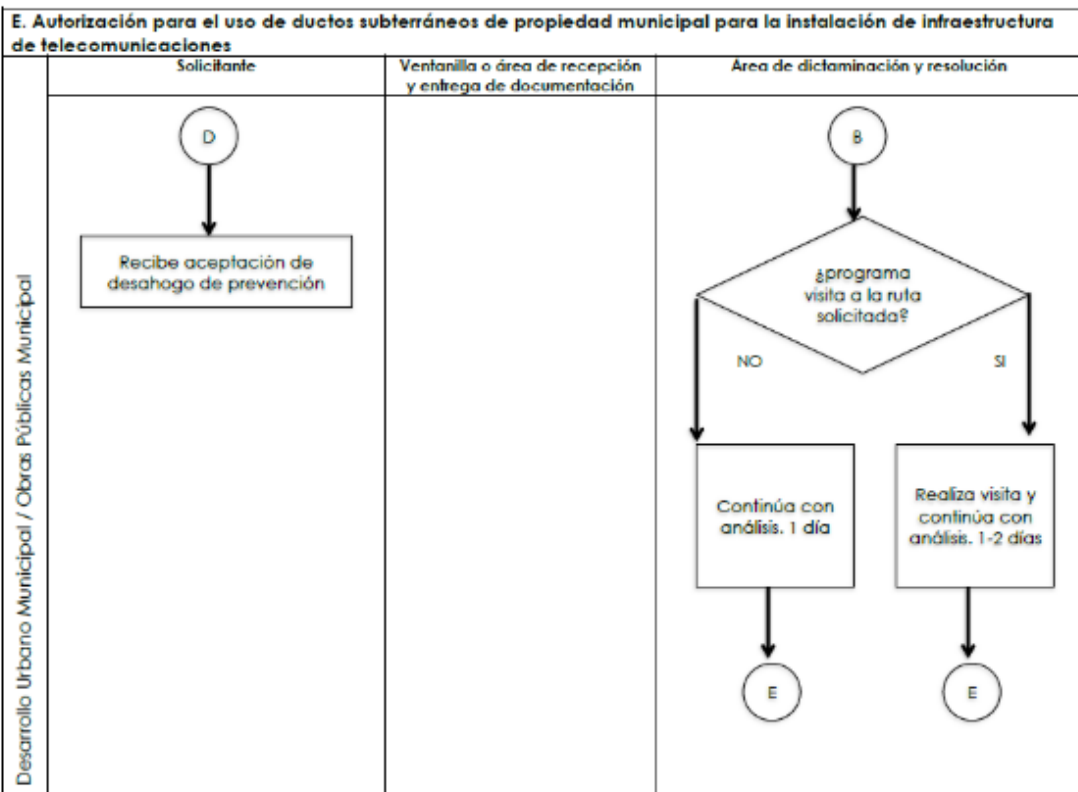 E. Autorización para el uso de ductos subterráneos de propiedad municipal para la instalación de infraestructura
de telecomunicaciones
Solicitante
Ventanilla o área de recepción
y entrega de documentación
Área de dictaminación y resolución
Desarrollo Urbano Municipal / Obras Públicas Municipal
D
Recibe aceptación de
desahogo de prevención
B
¿programa
visita a la ruta
solicitada?
NO
SI
Continúa con
análisis. 1 día
Realiza visita y
continúa con
análisis. 1-2 días
E
E